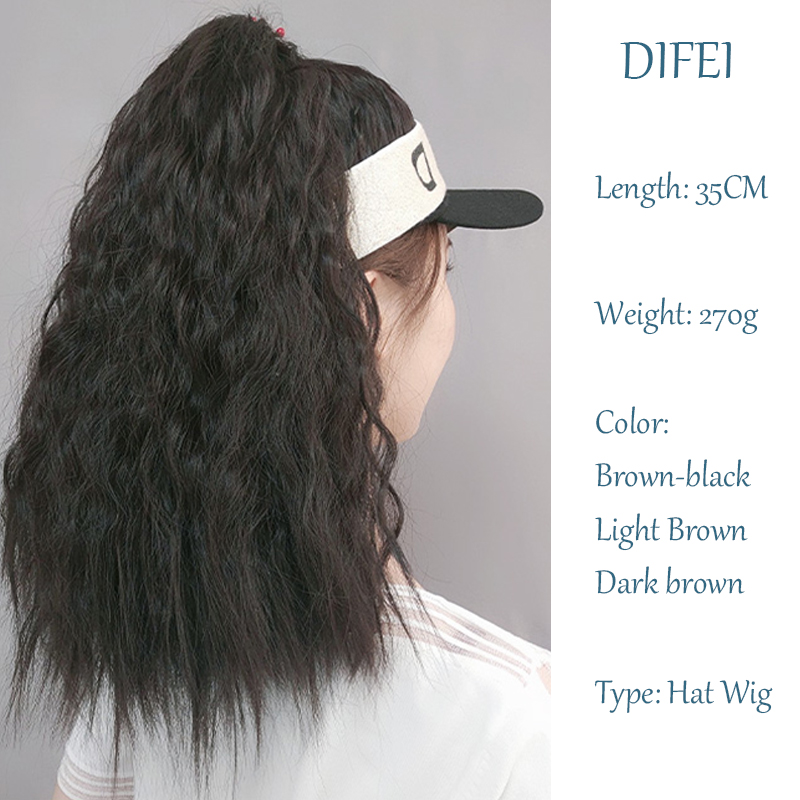 DIFEI
Length: 35CM
Weight: 270g
Color:
Brown-black
Light Brown
Dark brown
Type: Hat Wig